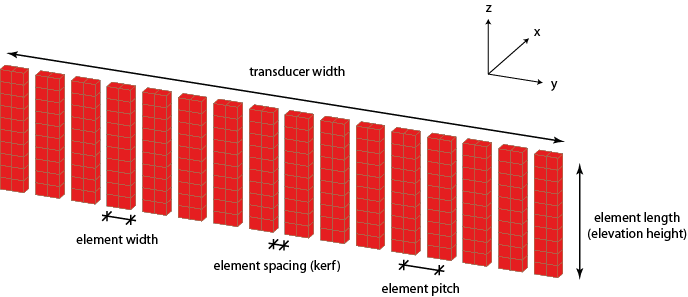 z
x
y
transducer width
element width
element spacing (kerf)
element pitch
element length
(elevation height)